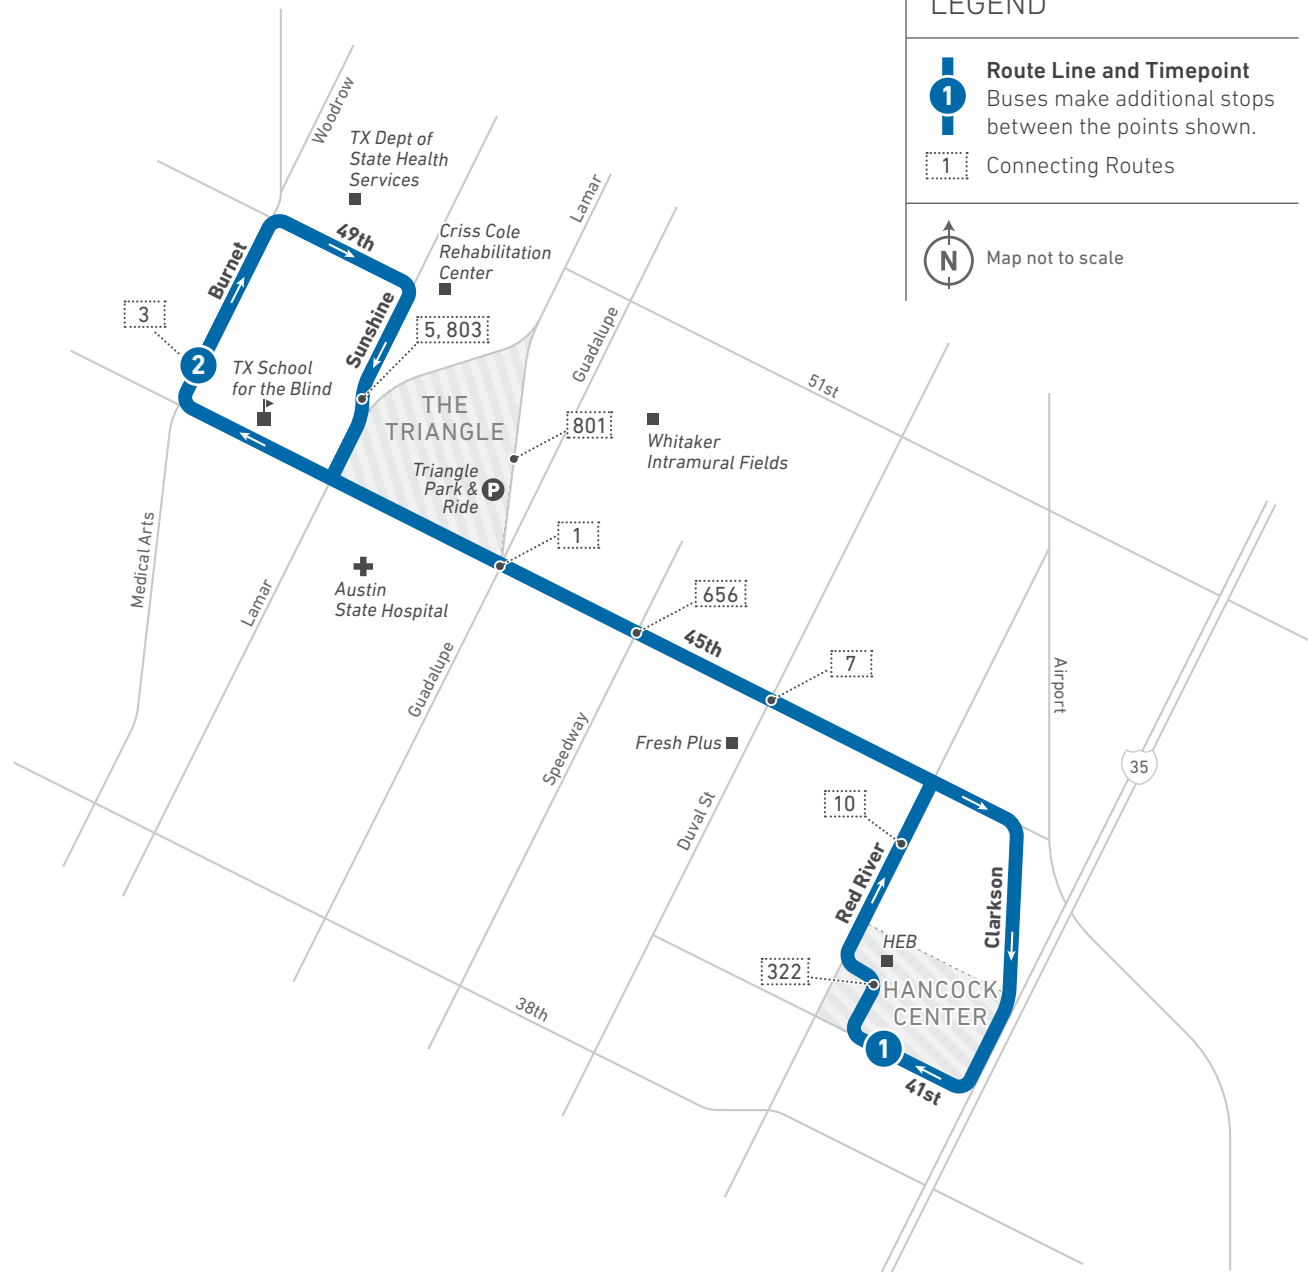 LEGEND
1
Route Line and Timepoint
Buses make additional stops
between the points shown.
1
Connecting Routes
N
Map not to scale
Woodrow
TX Dept of
State Health
Services
Lamar
49th
Criss Cole
Rehabilitation
Center
Burnet
3
Sunshine
5, 803
Guadalupe
2
TX School
for the Blind
51st
THE
TRIANGLE
801
Whitaker
Intramural Fields
Triangle
Park &
Ride
P
Medical Arts
1
Austin
State Hospital
Lamar
656
45th
Guadalupe
7
Airport
Speedway
Fresh Plus
35
Duval St
10
Red River
Clarkson
HEB
322
HANCOCK
CENTER
38th
1
41st